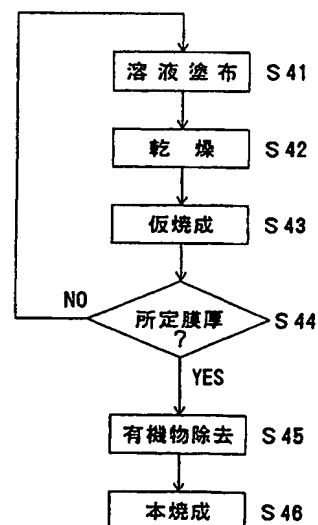 溶液塗布 S41
乾燥 S42
仮焼成 S43
所定膜厚
?
S44
NO
YES
有機物除去 S45
本焼成 S46